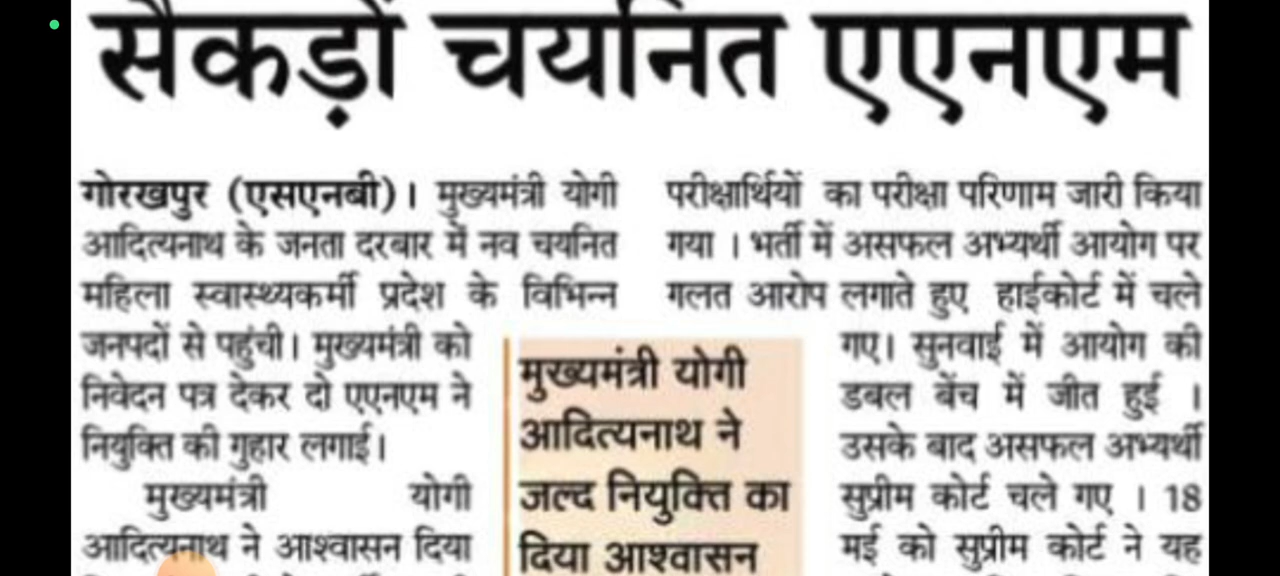 सैकड़ों चयनित एएनएम
गोरखपुर (एसएनबी)। मुख्यमंत्री योगी
आदित्यनाथ के जनता दरबार में नव चयनित
महिला स्वास्थ्यकर्मी प्रदेश के विभिन्न
जनपदों से पहुंची। मुख्यमंत्री को
निवेदन पत्र देकर दो एएनएम ने
नियुक्ति की गुहार लगाई।
मुख्यमंत्री योगी
आदित्यनाथ ने आश्वासन दिया
मुख्यमंत्री योगी
आदित्यनाथ ने
जल्द नियुक्ति का
दिया आश्वासन
परीक्षार्थियों का परीक्षा परिणाम जारी किया
गया । भर्ती में असफल अभ्यर्थी आयोग पर
गलत आरोप लगाते हुए हाईकोर्ट में चले
गए। सुनवाई में आयोग की
डबल बेंच में जीत हुई ।
उसके बाद असफल अभ्यर्थी
सुप्रीम कोर्ट चले गए । 18
मई को सुप्रीम कोर्ट ने यह